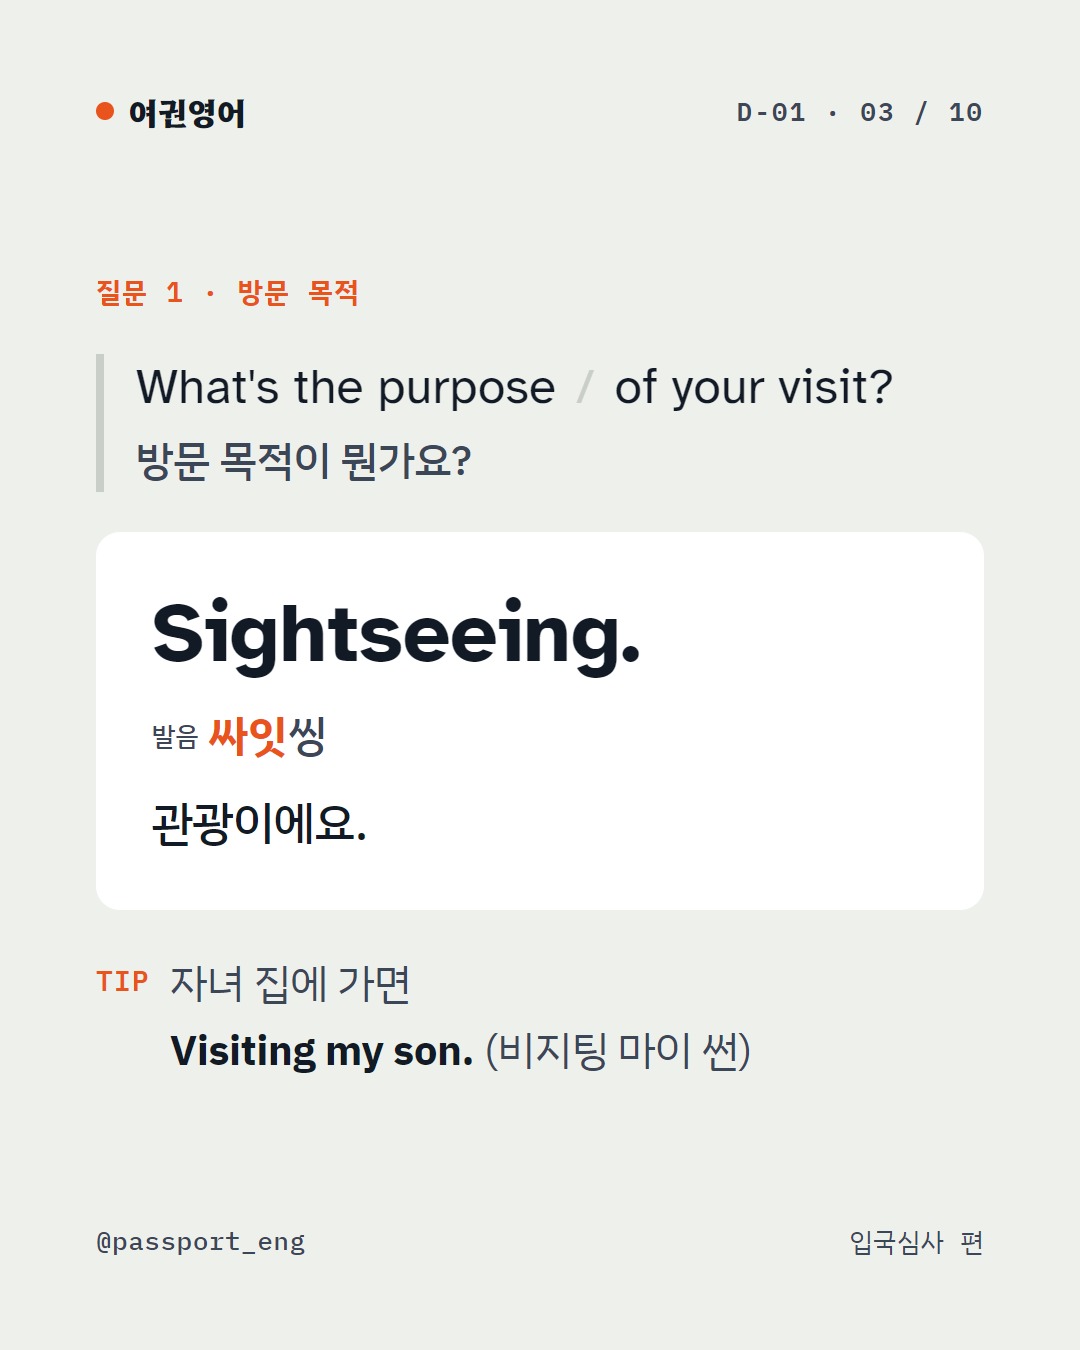 여권영어
D-01 · 03 / 10
질문 1 · 방문 목적
What's the purpose / of your visit?
방문 목적이 뭔가요?
Sightseeing.
발음 싸잇씽
관광이에요.
TIP 자녀 집에 가면
Visiting my son. (비지팅 마이 썬)
@passport_eng
입국심사 편